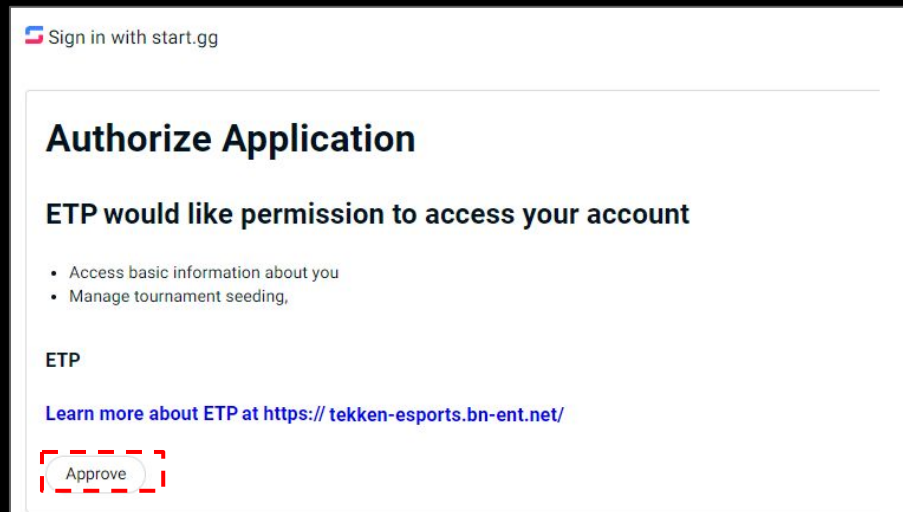 Sign in with start.gg
Authorize Application
ETP would like permission to access your account
• Access basic information about you
• Manage tournament seeding,
ETP
Learn more about ETP at https:// tekken-esports.bn-ent.net/
Approve